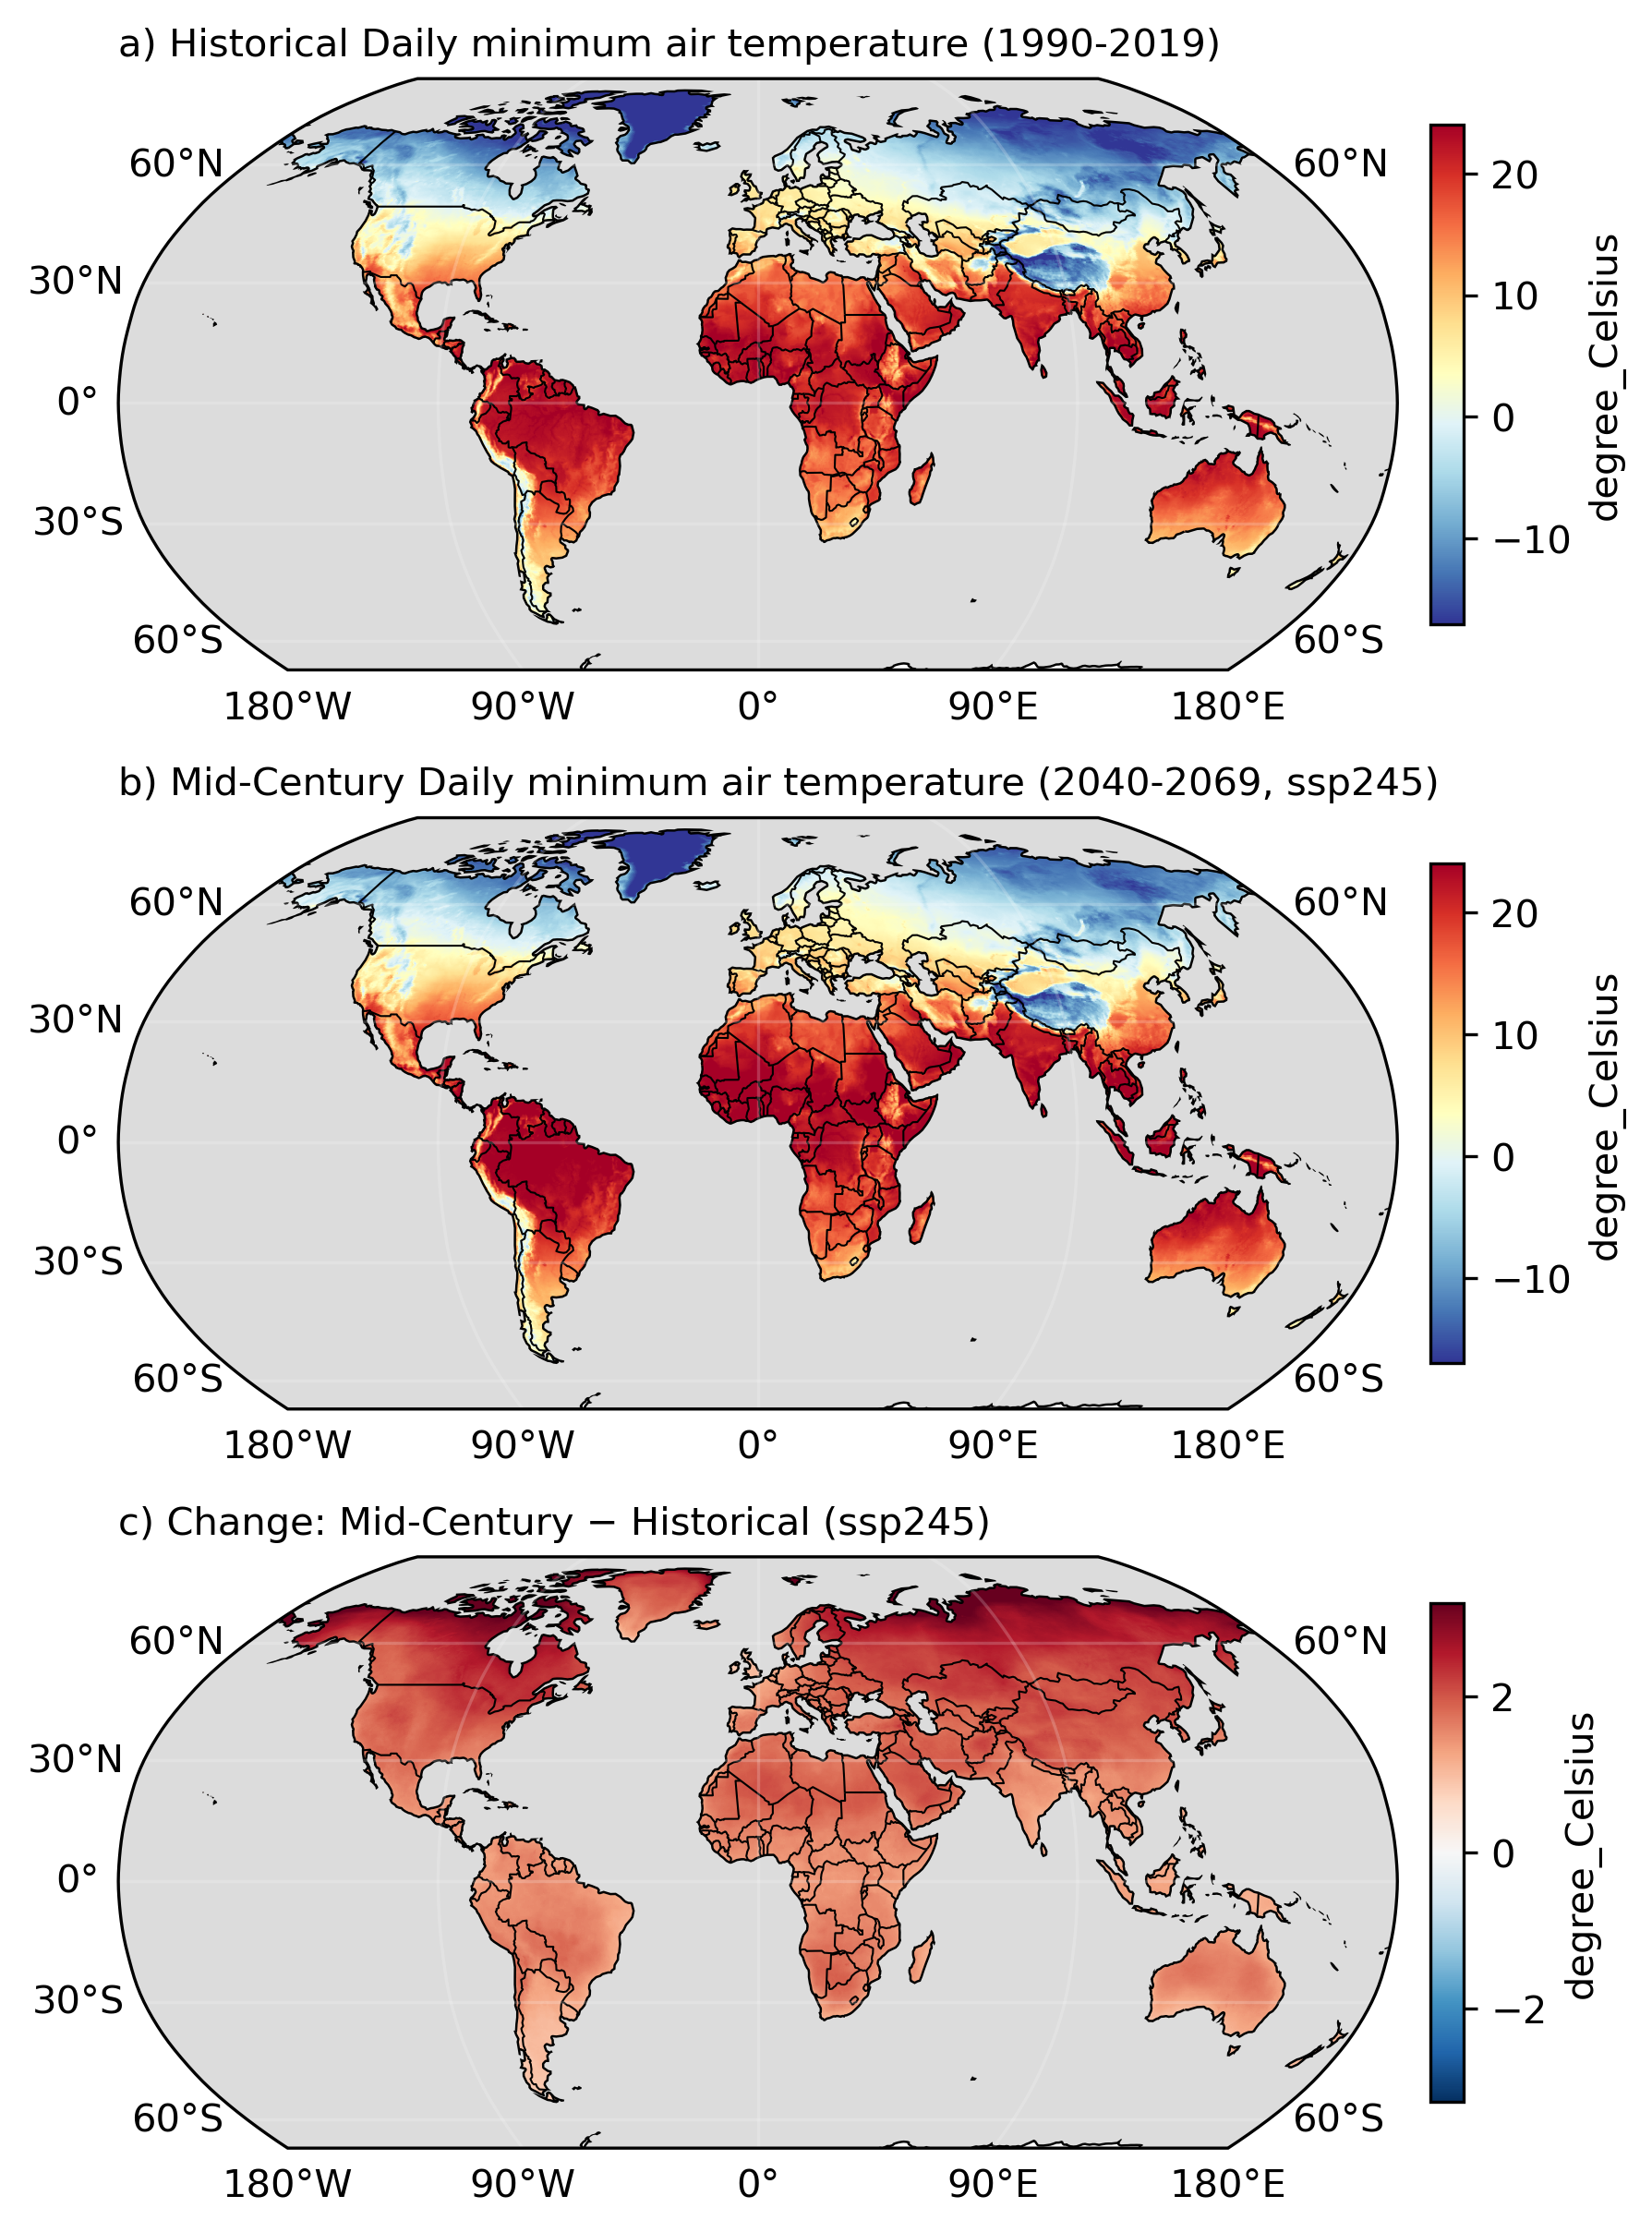 a) Historical Daily minimum air temperature (1990-2019)
60°N
60°N
30°N
0°
30°S
60°S
60°S
180°W
90°W
0°
90°E
180°E
20
10
0
−10
degree_Celsius
b) Mid-Century Daily minimum air temperature (2040-2069, ssp245)
60°N
60°N
30°N
0°
30°S
60°S
60°S
180°W
90°W
0°
90°E
180°E
20
10
0
−10
degree_Celsius
c) Change: Mid-Century − Historical (ssp245)
60°N
60°N
30°N
0°
30°S
60°S
60°S
180°W
90°W
0°
90°E
180°E
2
0
−2
degree_Celsius